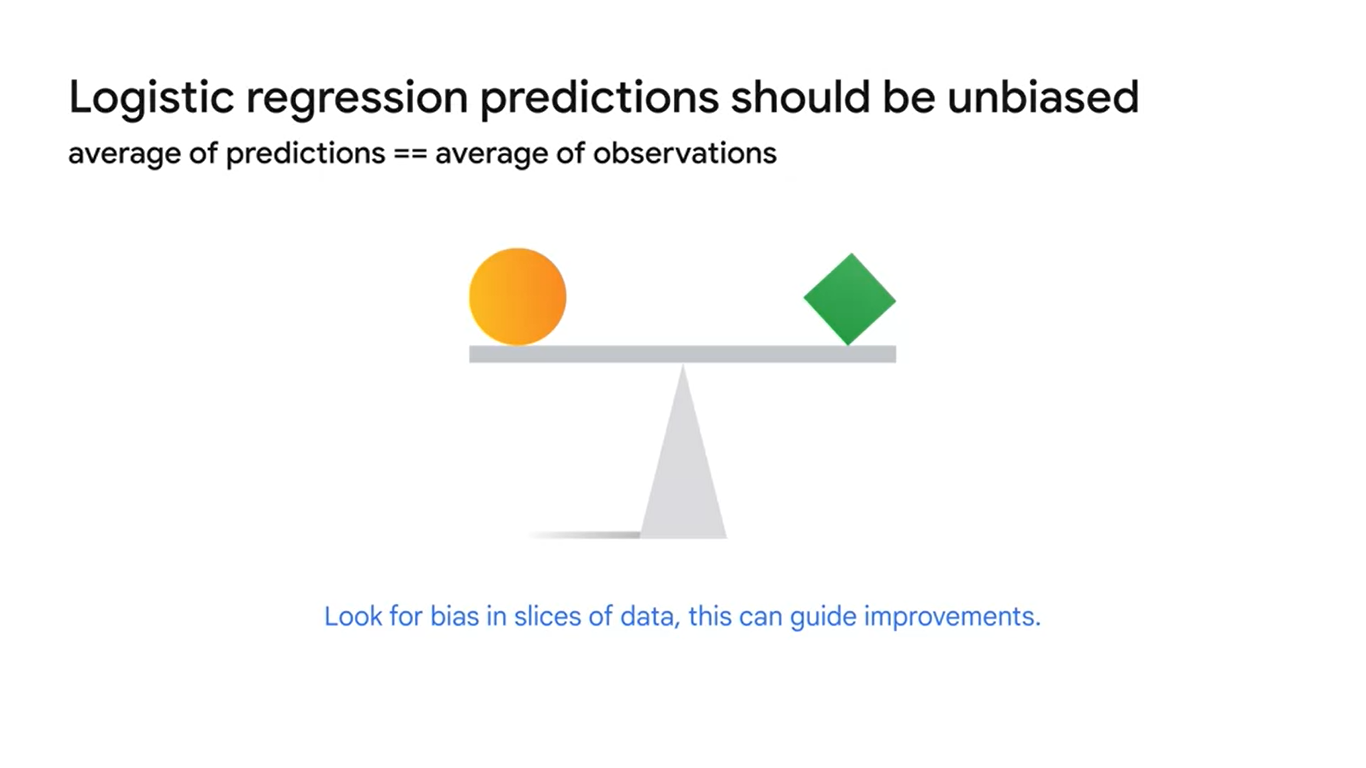 Logistic regression predictions should be unbiased
average of predictions == average of observations
Look for bias in slices of data, this can guide improvements.